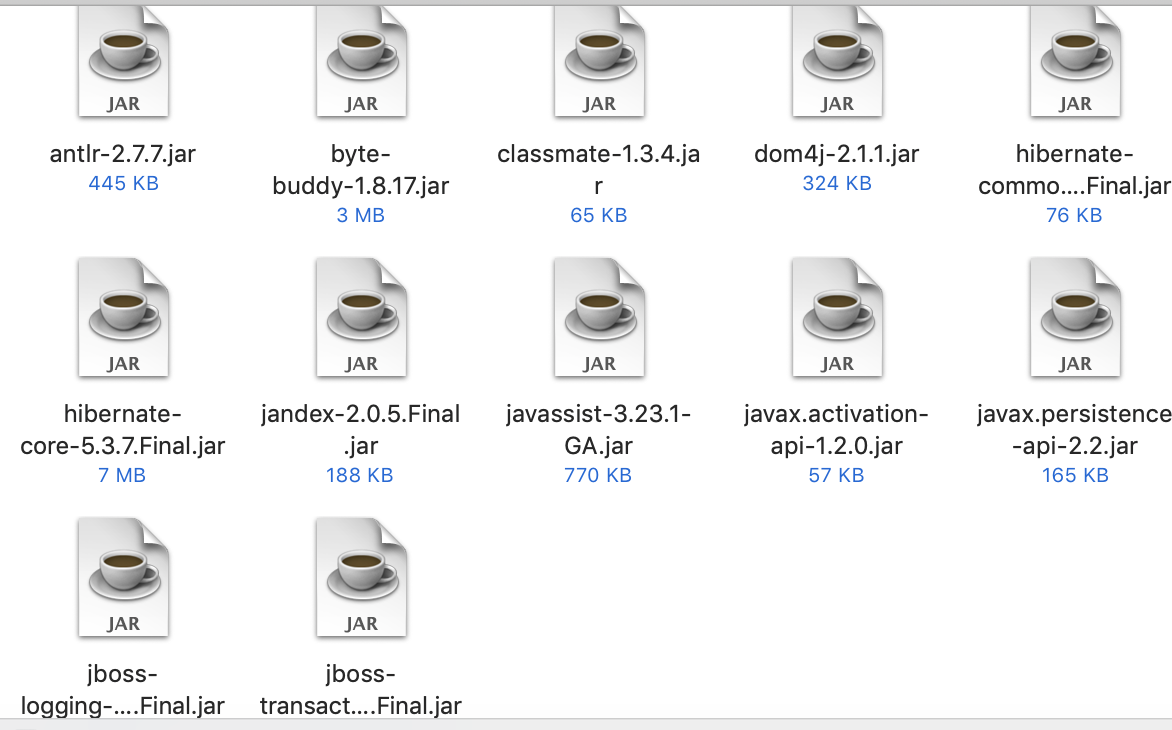 JAR JAR JAR JAR JAR
antlr-2.7.7.jar byte- classmate-1.3.4.ja dom4j-2.1.1.jar hibernate-
445 KB buddy-1.8.17.jar r 324 KB commo....Final.jar
3 MB 65 KB 76 KB
JAR JAR JAR JAR JAR
hibernate- jandex-2.0.5.Final javassist-3.23.1- javax.activation- javax.persistence
core-5.3.7.Final.jar .jar GA.jar api-1.2.0.jar -api-2.2.jar
7 MB 188 KB 770 KB 57 KB 165 KB
JAR JAR
jboss- jboss-
logging-....Final.jar transact....Final.jar